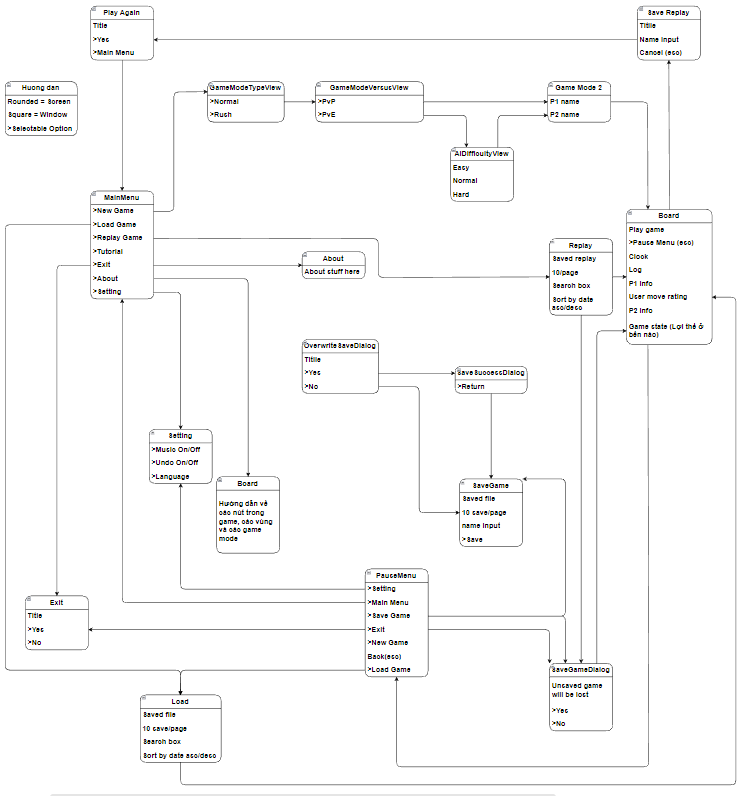 Play Again
Title
>Yes
>Main Menu
Save Replay
Titile
Name Input
Cancel (esc)
Huong dan
Rounded = Screen
Square = Window
>Selectable Option
GameModeTypeView
>Normal
>Rush
GameModeVersusView
>PvP
>PvE
Game Mode 2
P1 name
P2 name
AIDifficultyView
Easy
Normal
Hard
MainMenu
>New Game
>Load Game
>Replay Game
>Tutorial
>Exit
>About
>Setting
About
About stuff here
Replay
Saved replay
10/page
Search box
Sort by date
asc/desc
Board
Play game
>Pause Menu (esc)
Clock
Log
P1 Info
User move rating
P2 Info
Game state (Lợi thế ở
bên nào)
OverwriteSaveDialog
Titile
>Yes
>No
SaveSuccessDialog
>Return
Setting
>Music On/Off
>Undo On/Off
>Language
Board
Hướng dẫn về
các nút trong
game, các vùng
và các game
mode
SaveGame
Saved file
10 save/page
name input
>Save
Exit
Title
>Yes
>No
PauseMenu
>Setting
>Main Menu
>Save Game
>Exit
>New Game
Back(esc)
>Load Game
SaveGameDialog
Unsaved game
will be lost
>Yes
>No
Load
Saved file
10 save/page
Search box
Sort by date asc/desc